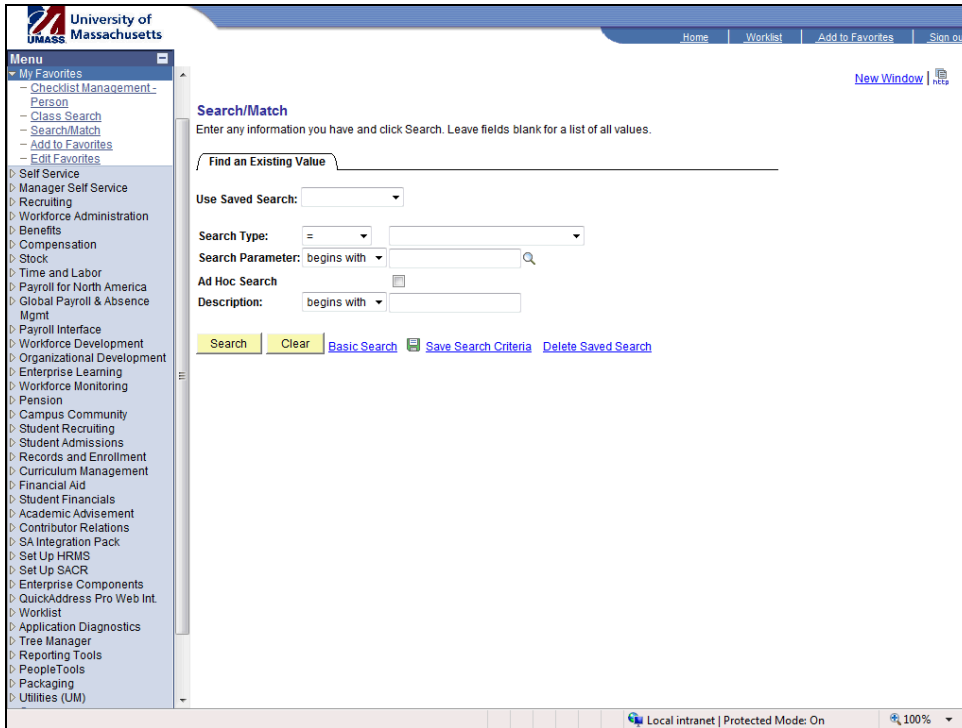 University of
UMASS Massachusetts
Home Worklist Add to Favorites Sign ou
Menu
My Favorites
– Checklist Management -
Person
– Class Search
– Search/Match
– Add to Favorites
– Edit Favorites
Self Service
Manager Self Service
Recruiting
Workforce Administration
Benefits
Compensation
Stock
Time and Labor
Payroll for North America
Global Payroll & Absence
Mgmt
Payroll Interface
Workforce Development
Organizational Development
Enterprise Learning
Workforce Monitoring
Pension
Campus Community
Student Recruiting
Student Admissions
Records and Enrollment
Curriculum Management
Financial Aid
Student Financials
Academic Advisement
Contributor Relations
SA Integration Pack
Set Up HRMS
Set Up SACR
Enterprise Components
QuickAddress Pro Web Int.
Worklist
Application Diagnostics
Tree Manager
Reporting Tools
PeopleTools
Packaging
Utilities (UM)
New Window | http
Search/Match
Enter any information you have and click Search. Leave fields blank for a list of all values.
Find an Existing Value
Use Saved Search:
Search Type: =
Search Parameter: begins with
Ad Hoc Search
Description: begins with
Search Clear Basic Search Save Search Criteria Delete Saved Search
Local intranet | Protected Mode: On 100%